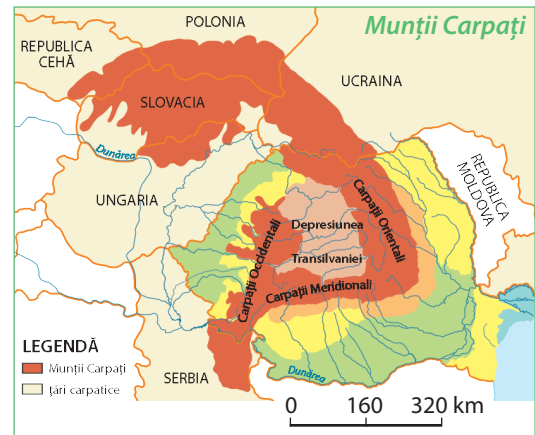 Munții Carpați
POLONIA
REPUBLICA
CEHĂ
UCRAINA
SLOVACIA
Dunărea
REPUBLICA
MOLDOVA
UNGARIA
Carpații Orientali
Depresiunea
Transilvaniei
Carpații Occidentali
Carpații Meridionali
LEGENDĂ
Munții Carpați
țări carpatice
SERBIA
Dunărea
0 160 320 km